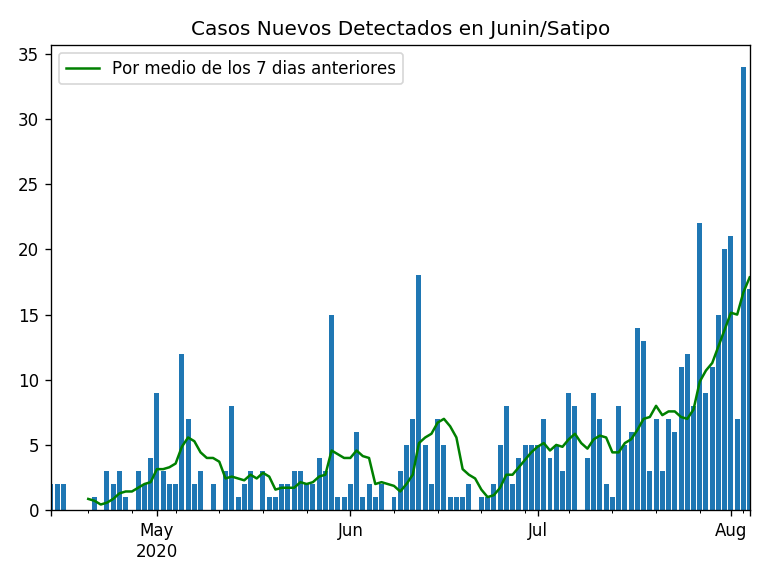 Casos Nuevos Detectados en Junin/Satipo
Por medio de los 7 dias anteriores
35
30
25
20
15
10
5
0
May
2020
Jun
Jul
Aug